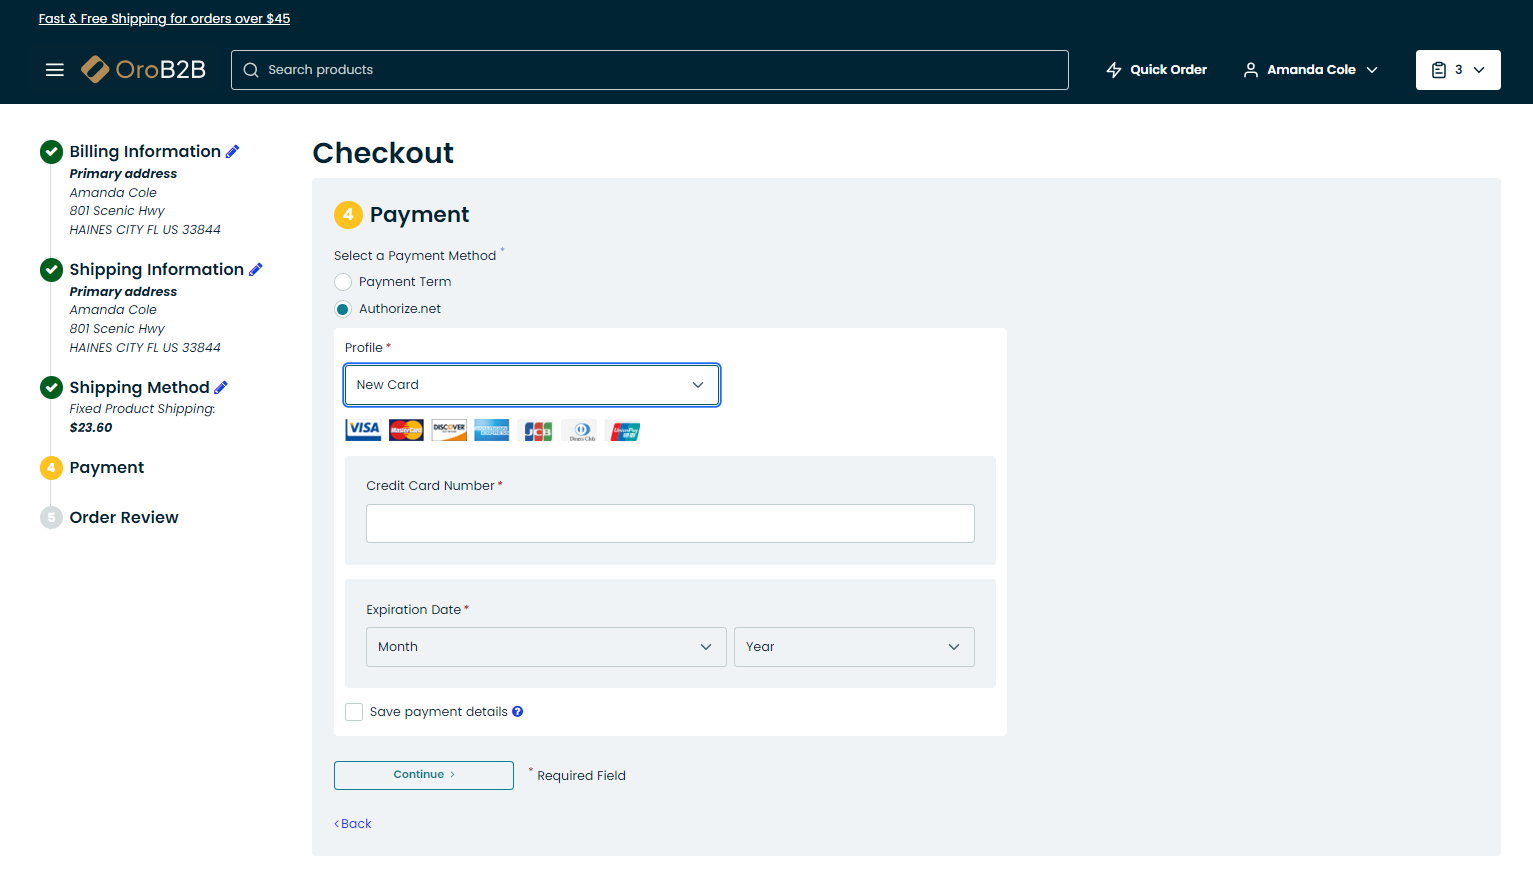 Fast & Free Shipping for orders over $45
OroB2B
Search products
Quick Order
Amanda Cole
3
Billing Information
Primary address
Amanda Cole
801 Scenic Hwy
HAINES CITY FL US 33844
Shipping Information
Primary address
Amanda Cole
801 Scenic Hwy
HAINES CITY FL US 33844
Shipping Method
Fixed Product Shipping:
$23.60
4 Payment
5 Order Review
Checkout
4 Payment
Select a Payment Method *
Payment Term
Authorize.net
Profile *
New Card
VISA MasterCard DISCOVER AMERICAN EXPRESS JCB Diners Club UnionPay
Credit Card Number *
Expiration Date *
Month Year
Save payment details ?
Continue >
* Required Field
< Back